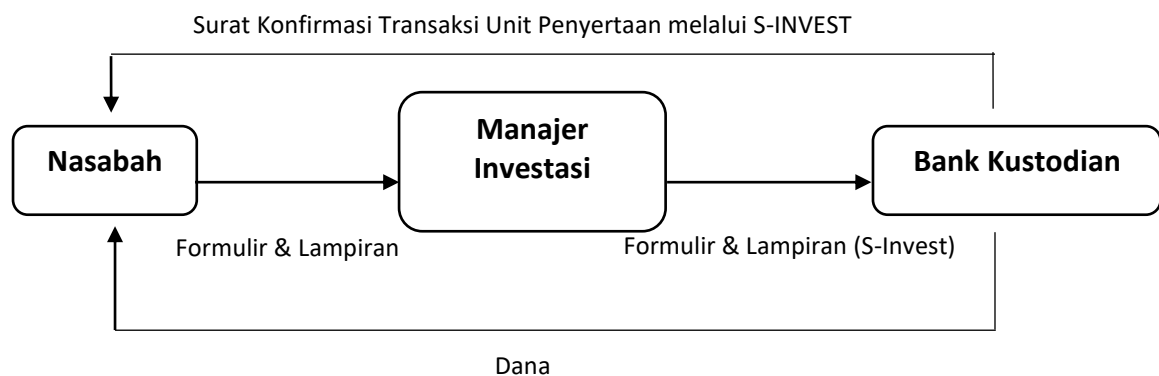 Surat Konfirmasi Transaksi Unit Penyertaan melalui S-INVEST
Nasabah
Manajer
Investasi
Bank Kustodian
Formulir & Lampiran
Formulir & Lampiran (S-Invest)
Dana